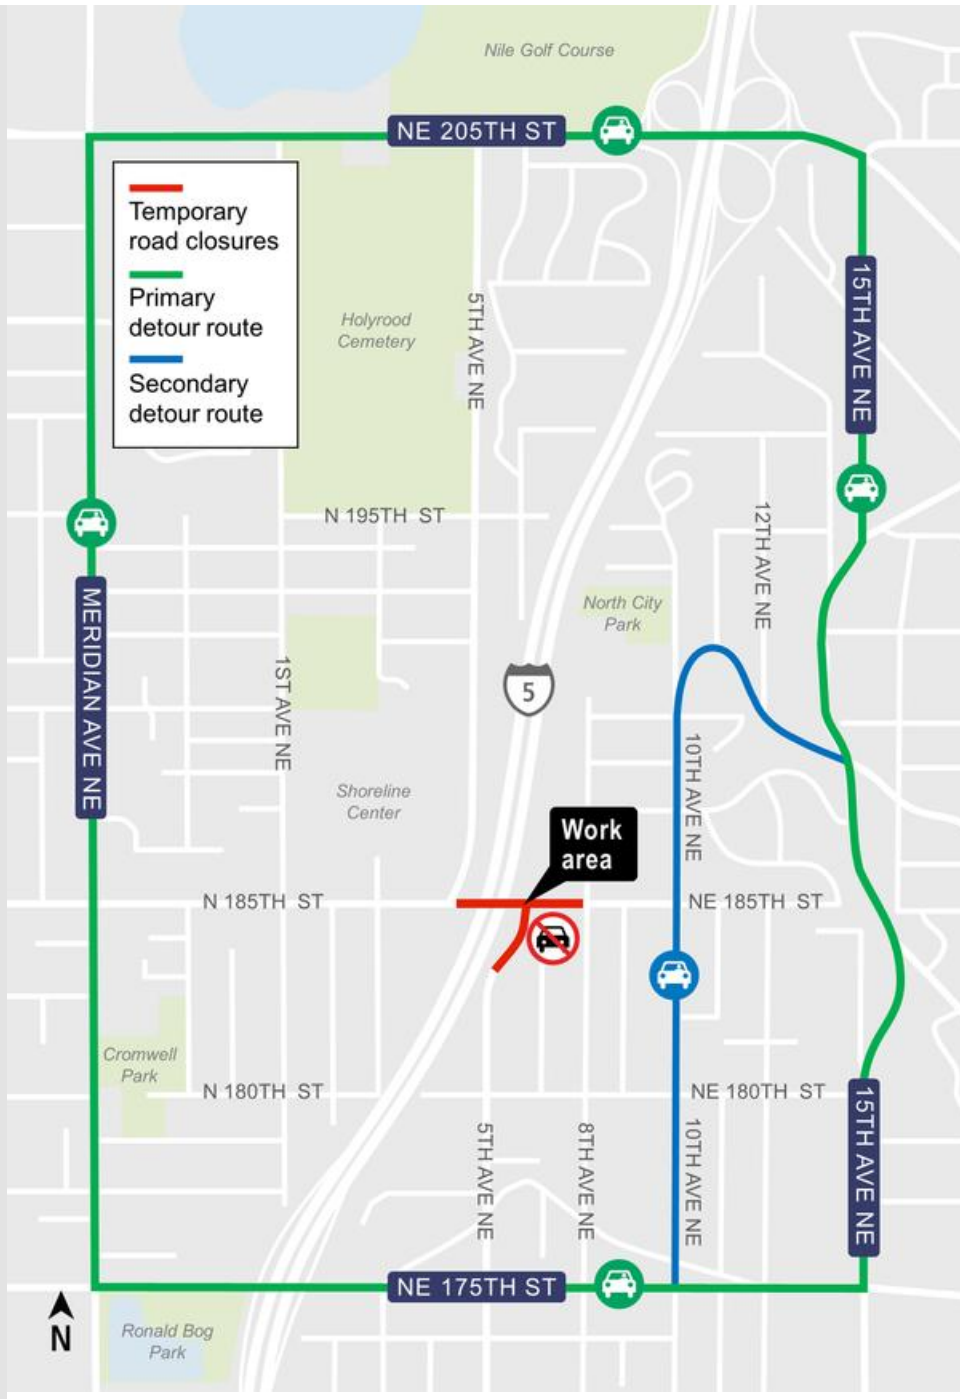 Nile Golf Course
NE 205TH ST
Temporary
road closures
Primary
detour route
Secondary
detour route
15TH AVE NE
5TH AVE NE
Holyrood
Cemetery
N 195TH ST
12TH AVE NE
MERIDIAN AVE NE
North City
Park
1ST AVE NE
5
10TH AVE NE
Shoreline
Center
Work
area
N 185TH ST
NE 185TH ST
Cromwell
Park
N 180TH ST
NE 180TH ST
15TH AVE NE
5TH AVE NE
8TH AVE NE
10TH AVE NE
NE 175TH ST
N
Ronald Bog
Park